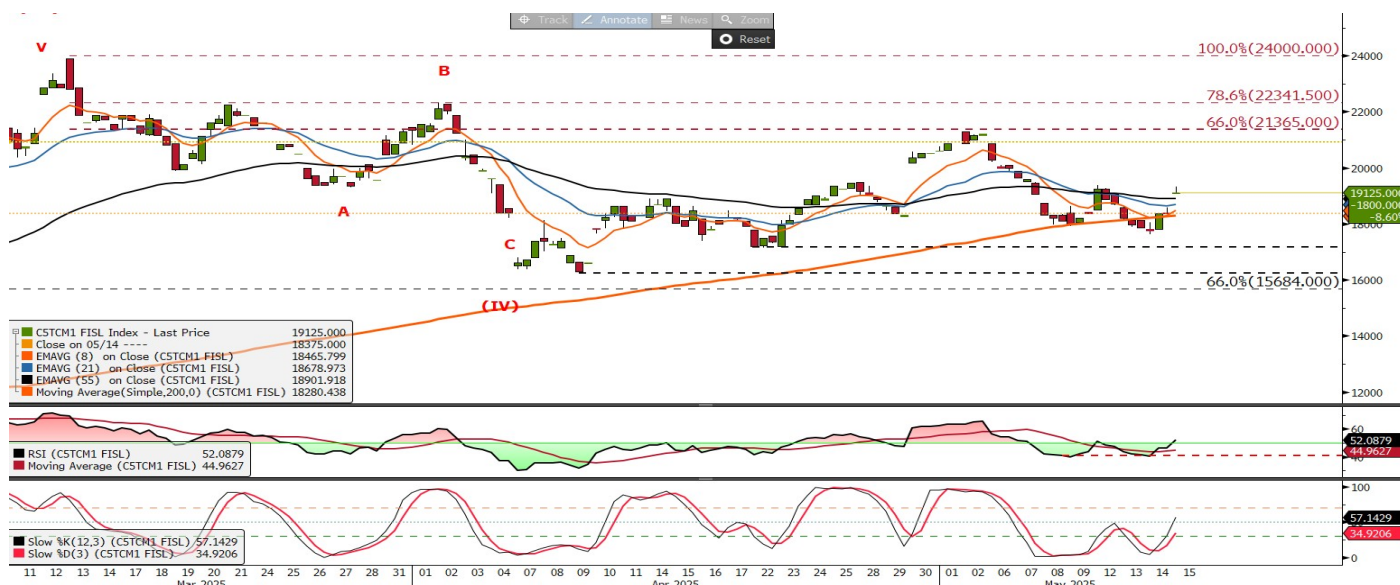 Track Annotate News Zoom
Reset
V
100.0%(24000.000)
B
78.6%(22341.500)
66.0%(21365.000)
A
C
(IV)
66.0%(15684.000)
24000
22000
20000
19125.000
-1800.000
-8.60%
18000
16000
14000
12000
C5TCM1 FISL Index - Last Price 19125.000
Close on 05/14 ---- 18375.000
EMAVG (8) on Close (C5TCM1 FISL) 18465.799
EMAVG (21) on Close (C5TCM1 FISL) 18678.973
EMAVG (55) on Close (C5TCM1 FISL) 18901.918
Moving Average(Simple,200,0) (C5TCM1 FISL) 18280.438
60
52.0879
44.9627
RSI (C5TCM1 FISL) 52.0879
Moving Average (C5TCM1 FISL) 44.9627
100
57.1429
34.9206
0
Slow %K(12,3) (C5TCM1 FISL) 57.1429
Slow %D(3) (C5TCM1 FISL) 34.9206
11 12 13 14 17 18 19 20 21 24 25 26 27 28 31 01 02 03 04 07 08 09 10 11 14 15 16 17 22 23 24 25 28 29 30 01 02 06 07 08 09 12 13 14 15
Mar 2025 Apr 2025 May 2025